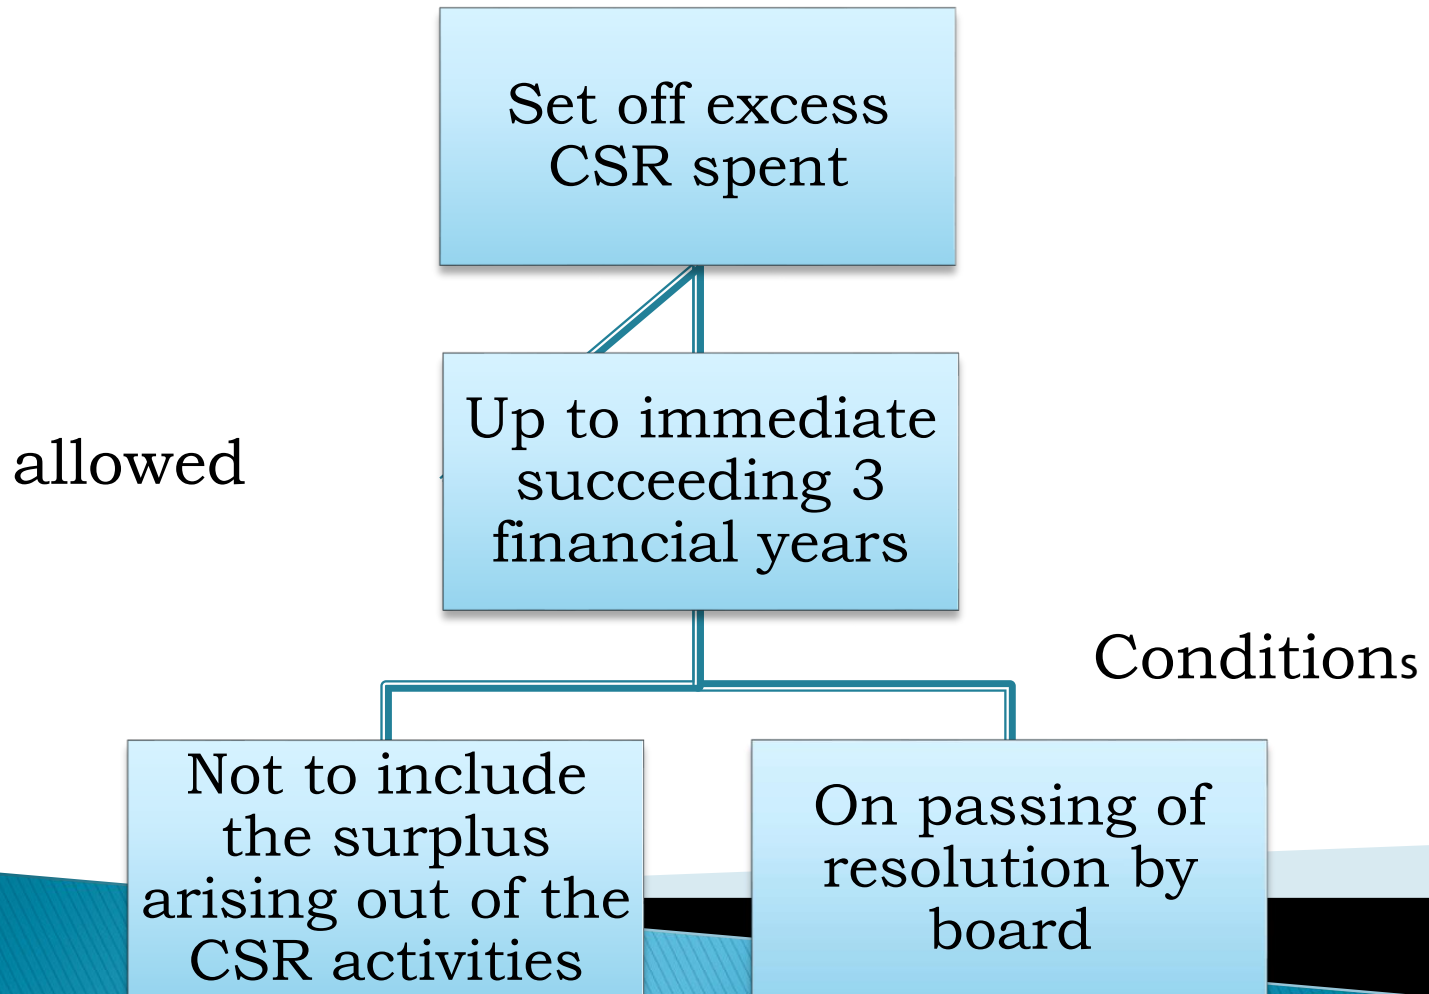 Set off excess
CSR spent
allowed
Up to immediate
succeeding 3
financial years
Conditions
Not to include
the surplus
arising out of the
CSR activities
On passing of
resolution by
board